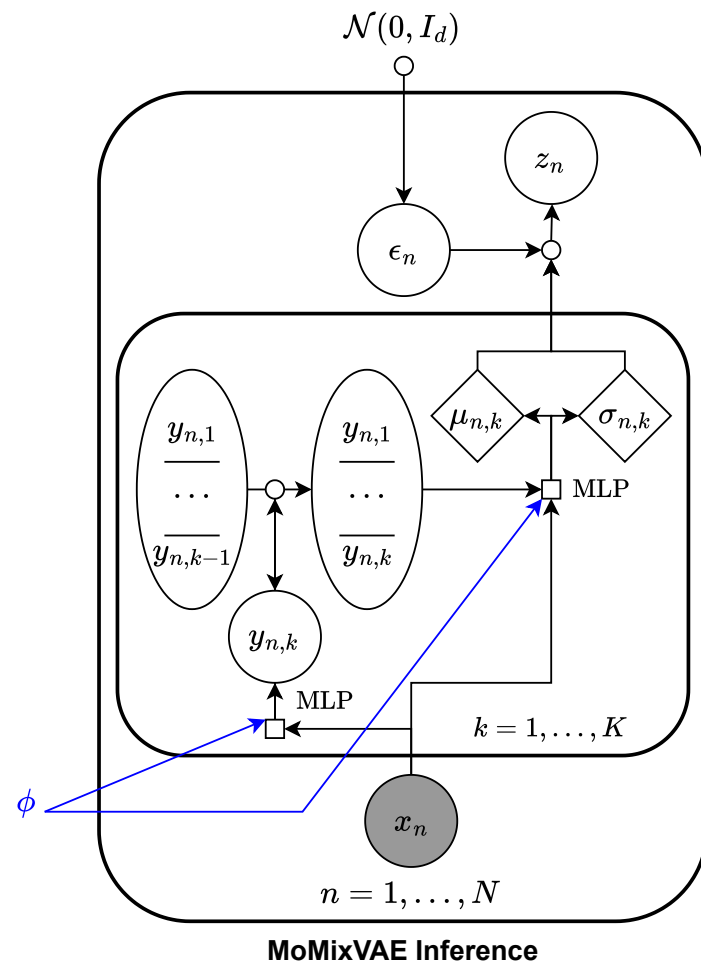 𝒩(0, I_d)
z_n
ϵ_n
μ_{n,k}
σ_{n,k}
y_{n,1}
...
y_{n,k−1}
y_{n,1}
...
y_{n,k}
MLP
y_{n,k}
MLP
k = 1, ..., K
ϕ
x_n
n = 1, ..., N
MoMixVAE Inference